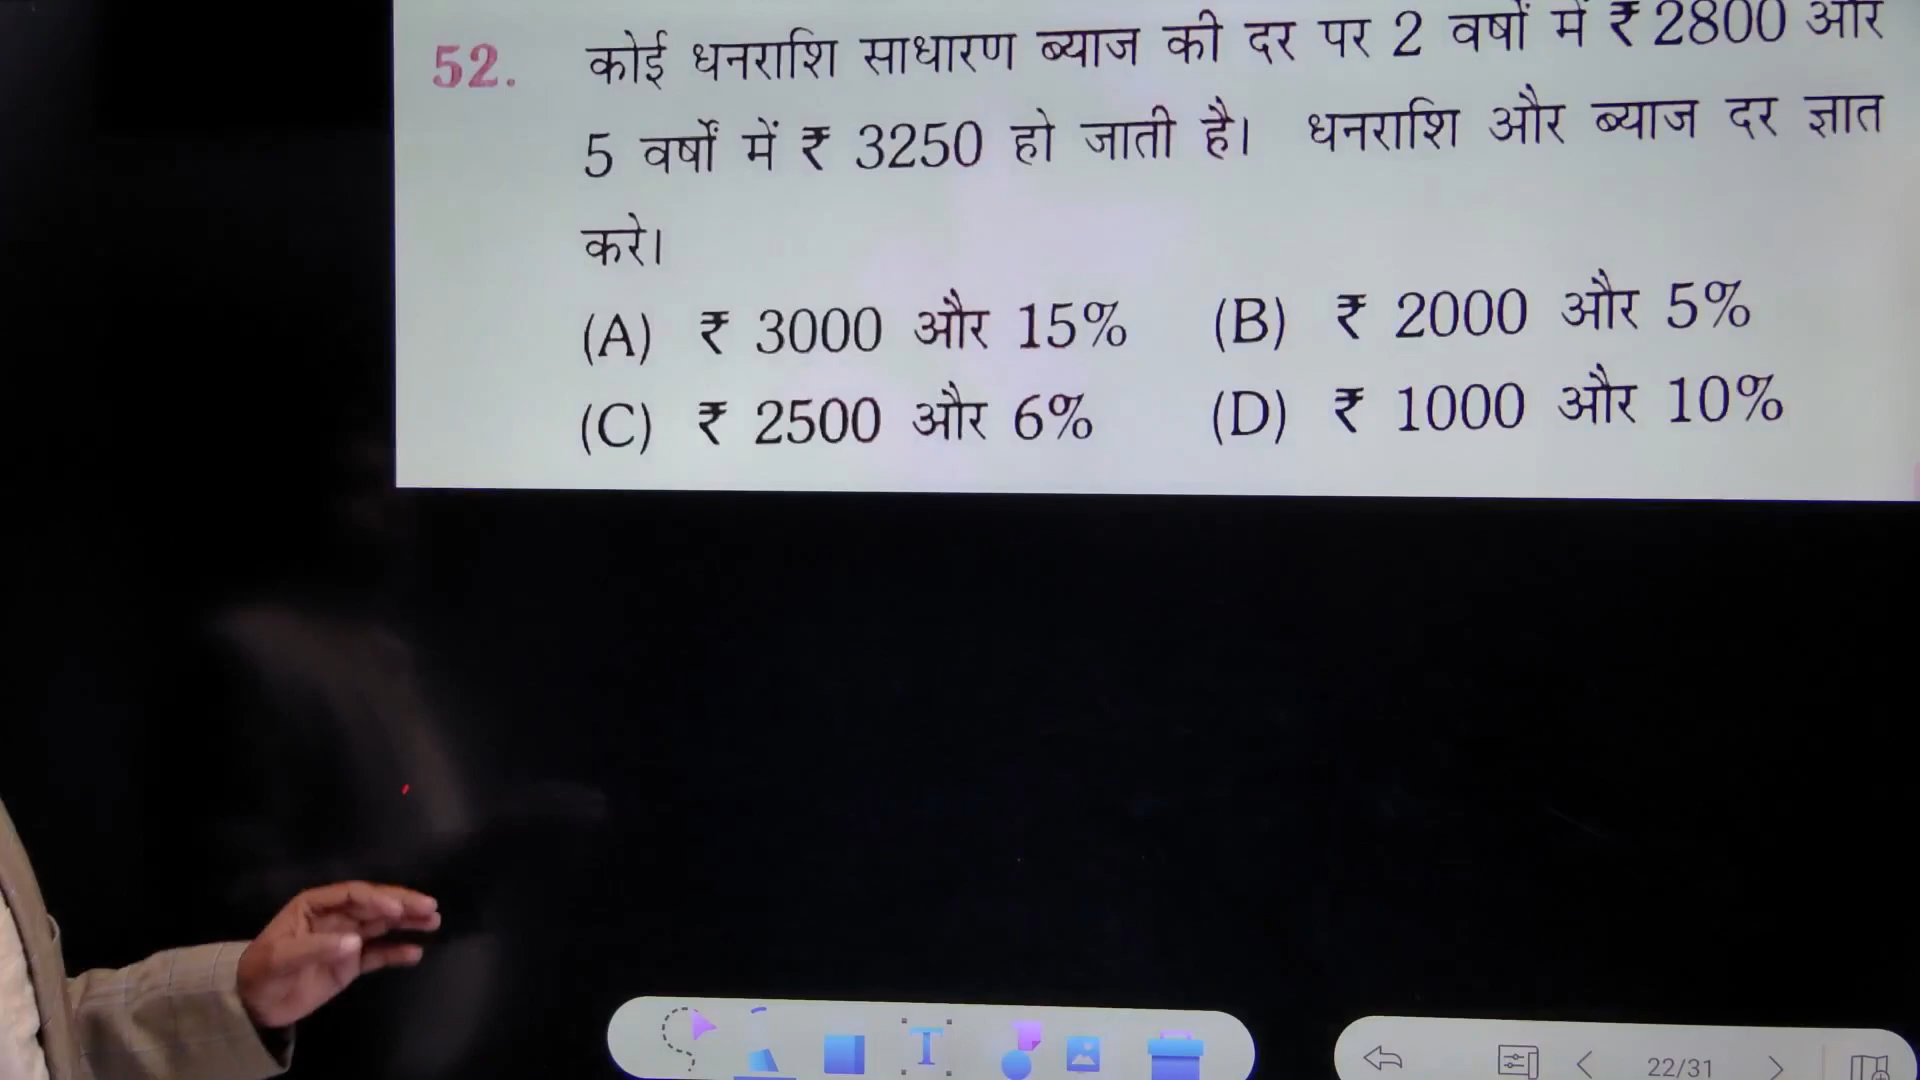 52. कोई धनराशि साधारण ब्याज की दर पर 2 वर्षों में ₹ 2800 और
5 वर्षों में ₹ 3250 हो जाती है। धनराशि और ब्याज दर ज्ञात
करे।
(A) ₹ 3000 और 15% (B) ₹ 2000 और 5%
(C) ₹ 2500 और 6% (D) ₹ 1000 और 10%
T
22/31